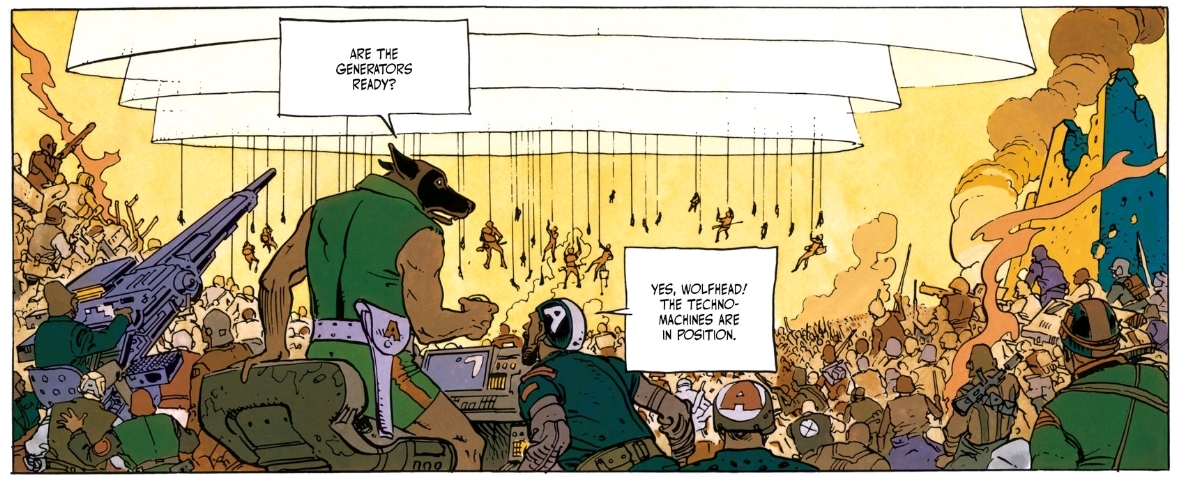 ARE THE
GENERATORS
READY?
YES, WOLFHEAD!
THE TECHNO-
MACHINES ARE
IN POSITION.
A
A
A